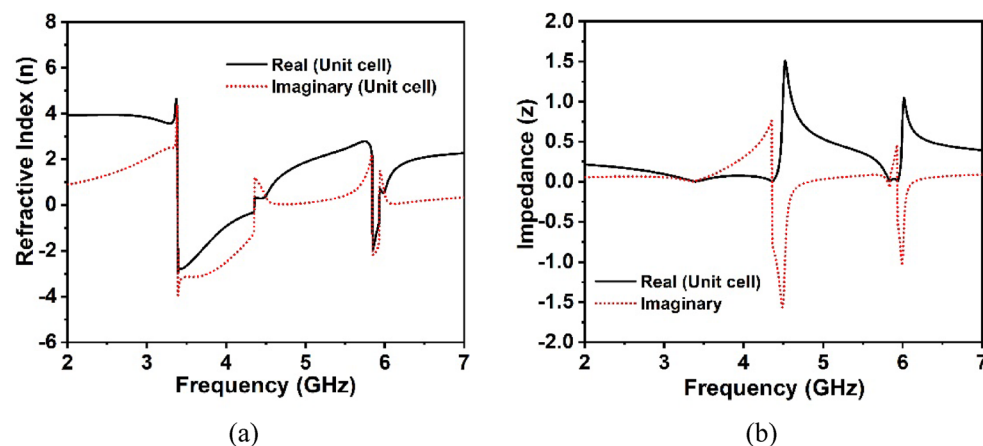 8
6
4
2
0
-2
-4
-6
2
3
4
5
6
7
Refractive Index (n)
Frequency (GHz)
Real (Unit cell)
Imaginary (Unit cell)
(a)
2.0
1.5
1.0
0.5
0.0
-0.5
-1.0
-1.5
-2.0
2
3
4
5
6
7
Impedance (z)
Frequency (GHz)
Real (Unit cell)
Imaginary
(b)